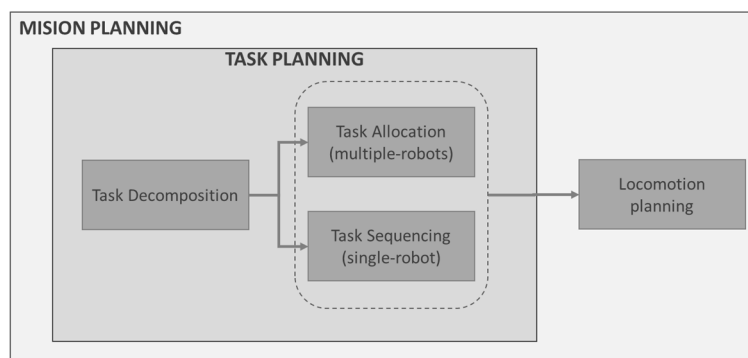 MISION PLANNING
TASK PLANNING
Task Decomposition
Task Allocation
(multiple-robots)
Task Sequencing
(single-robot)
Locomotion
planning